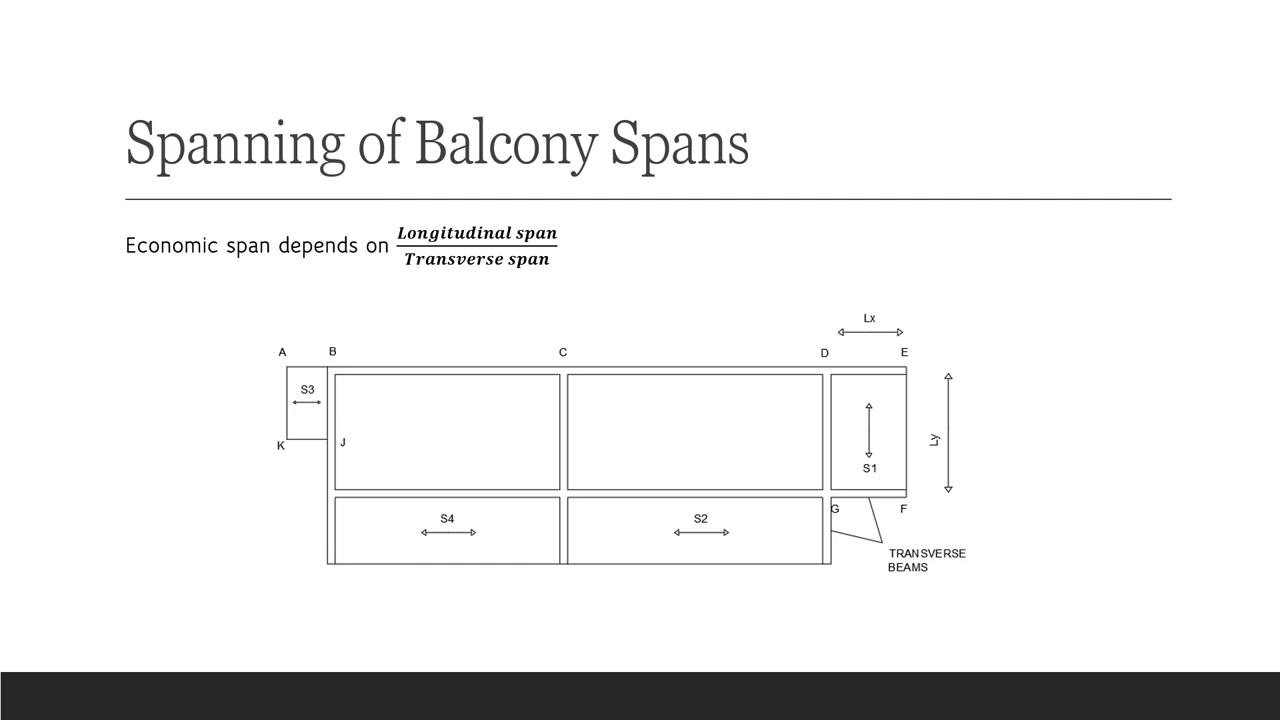 Spanning of Balcony Spans
Economic span depends on Longitudinal span
Transverse span
Lx
A B C D E
S3
K J
Ly
S1
G F
S4 S2
TRANSVERSE
BEAMS